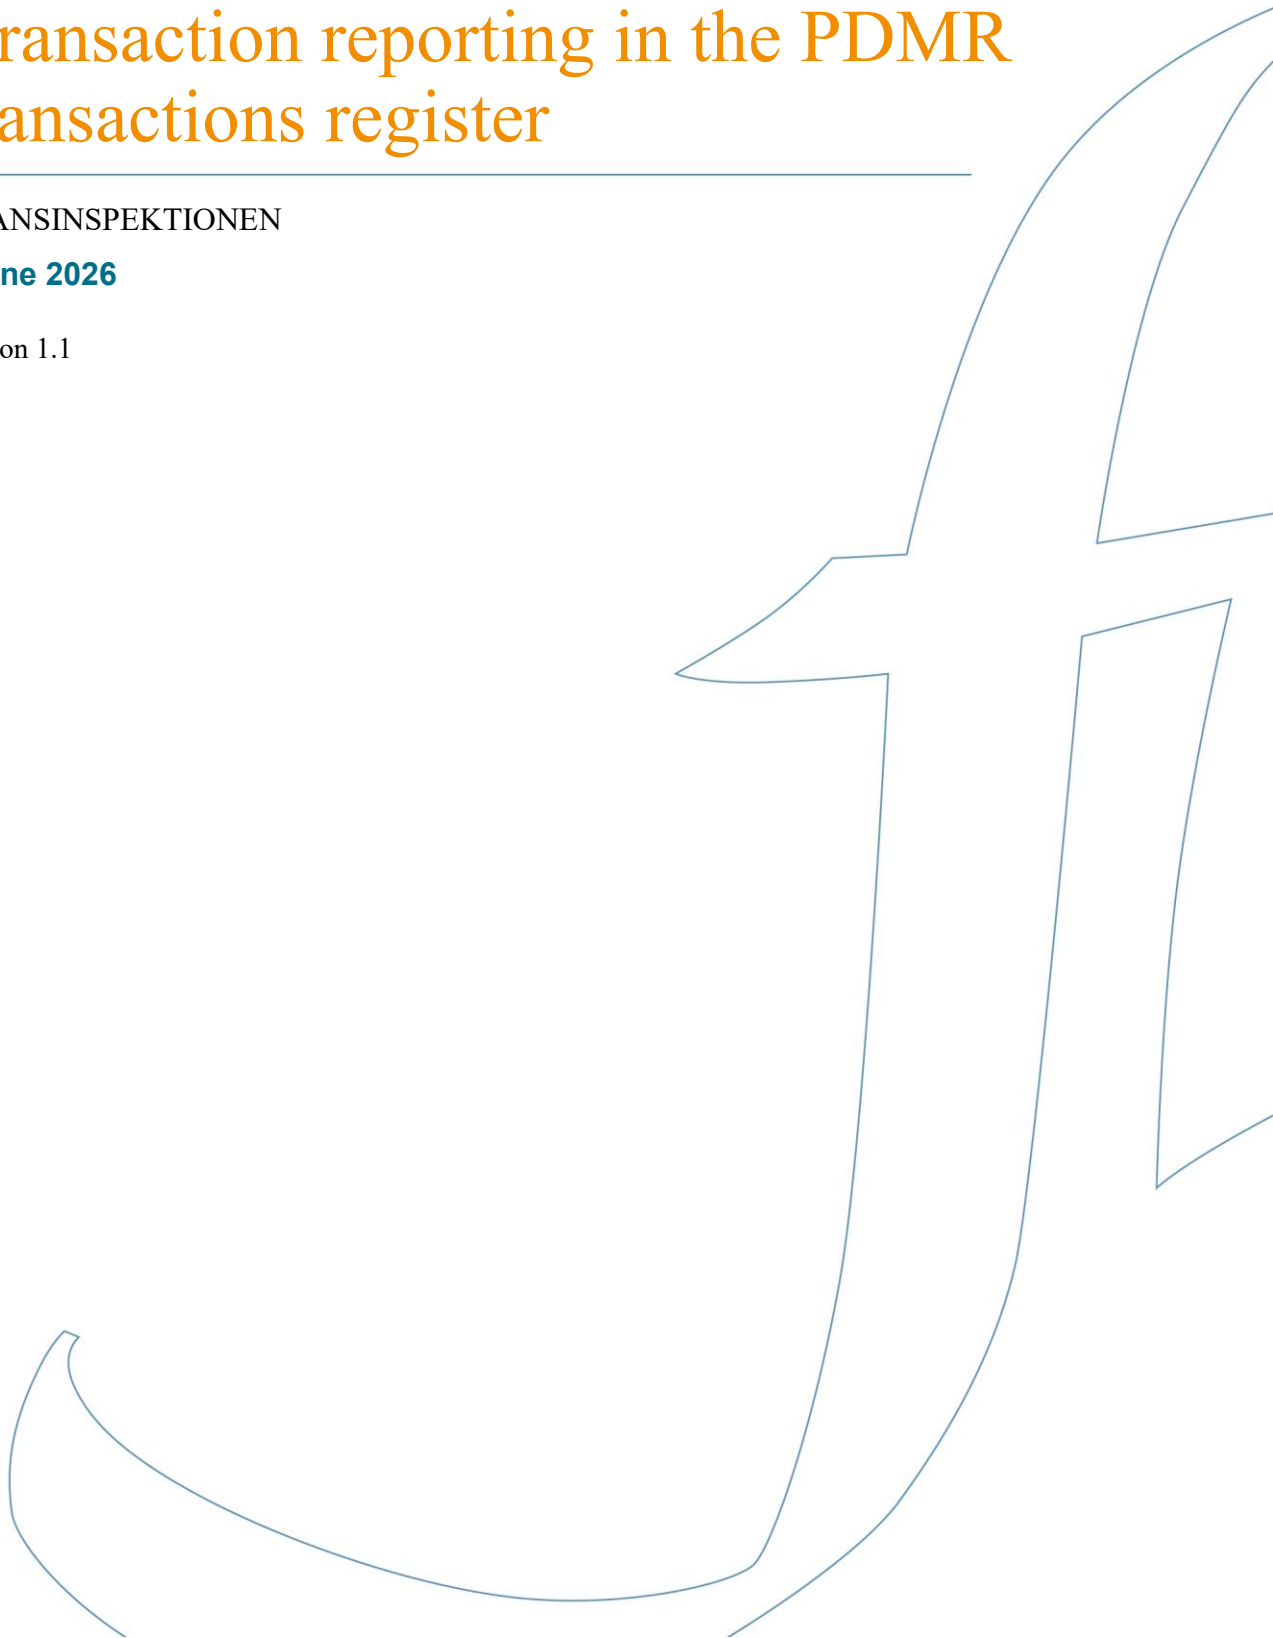 ransaction reporting in the PDMR
ansactions register
ANSINSPEKTIONEN
ne 2026
on 1.1